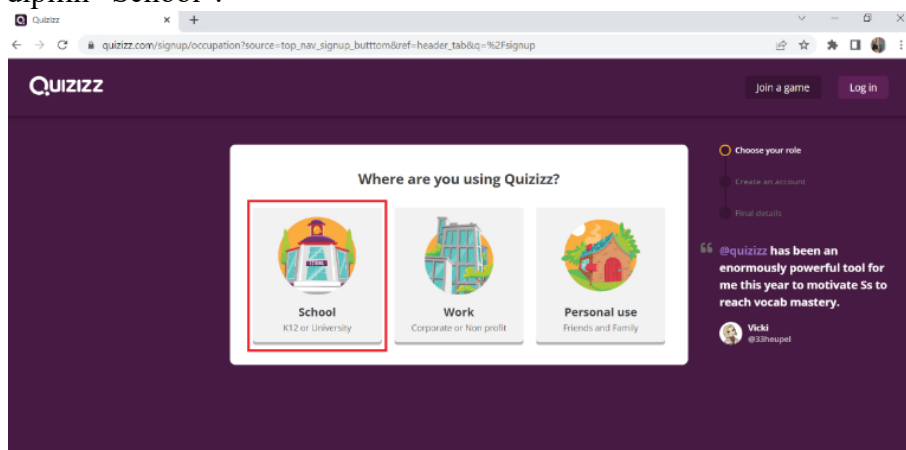 dipilih "School".
Quizizz
quizizz.com/signup/occupation?source=top_nav_signup_butttom&ref=header_tab&q=%2Fsignup
QUIZIZZ
Join a game
Log in
Where are you using Quizizz?
School
K12 or University
Work
Corporate or Non profit
Personal use
Friends and Family
Choose your role
Create an account
Final details
@quizizz has been an
enormously powerful tool for
me this year to motivate Ss to
reach vocab mastery.
Vicki
@33heupel